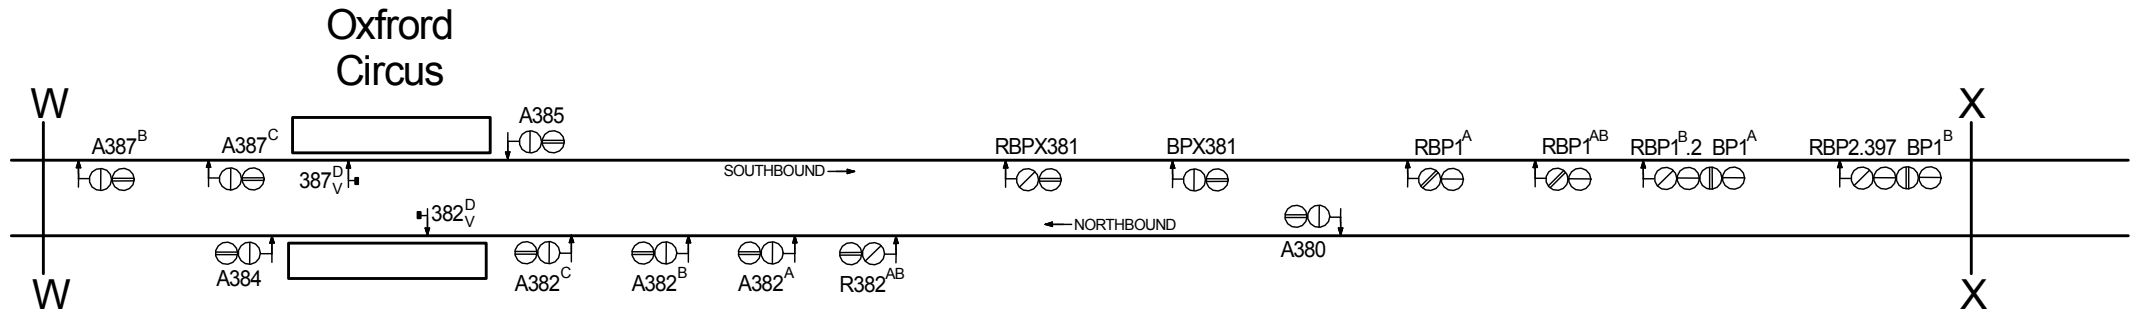 Oxfrord
Circus
W X
A387B A387C A385 RBPX381 BPX381 RBP1A RBP1AB RBP1B.2 BP1A RBP2.397 BP1B
387DV SOUTHBOUND
382DV NORTHBOUND
A384 A382C A382B A382A R382AB A380
W X